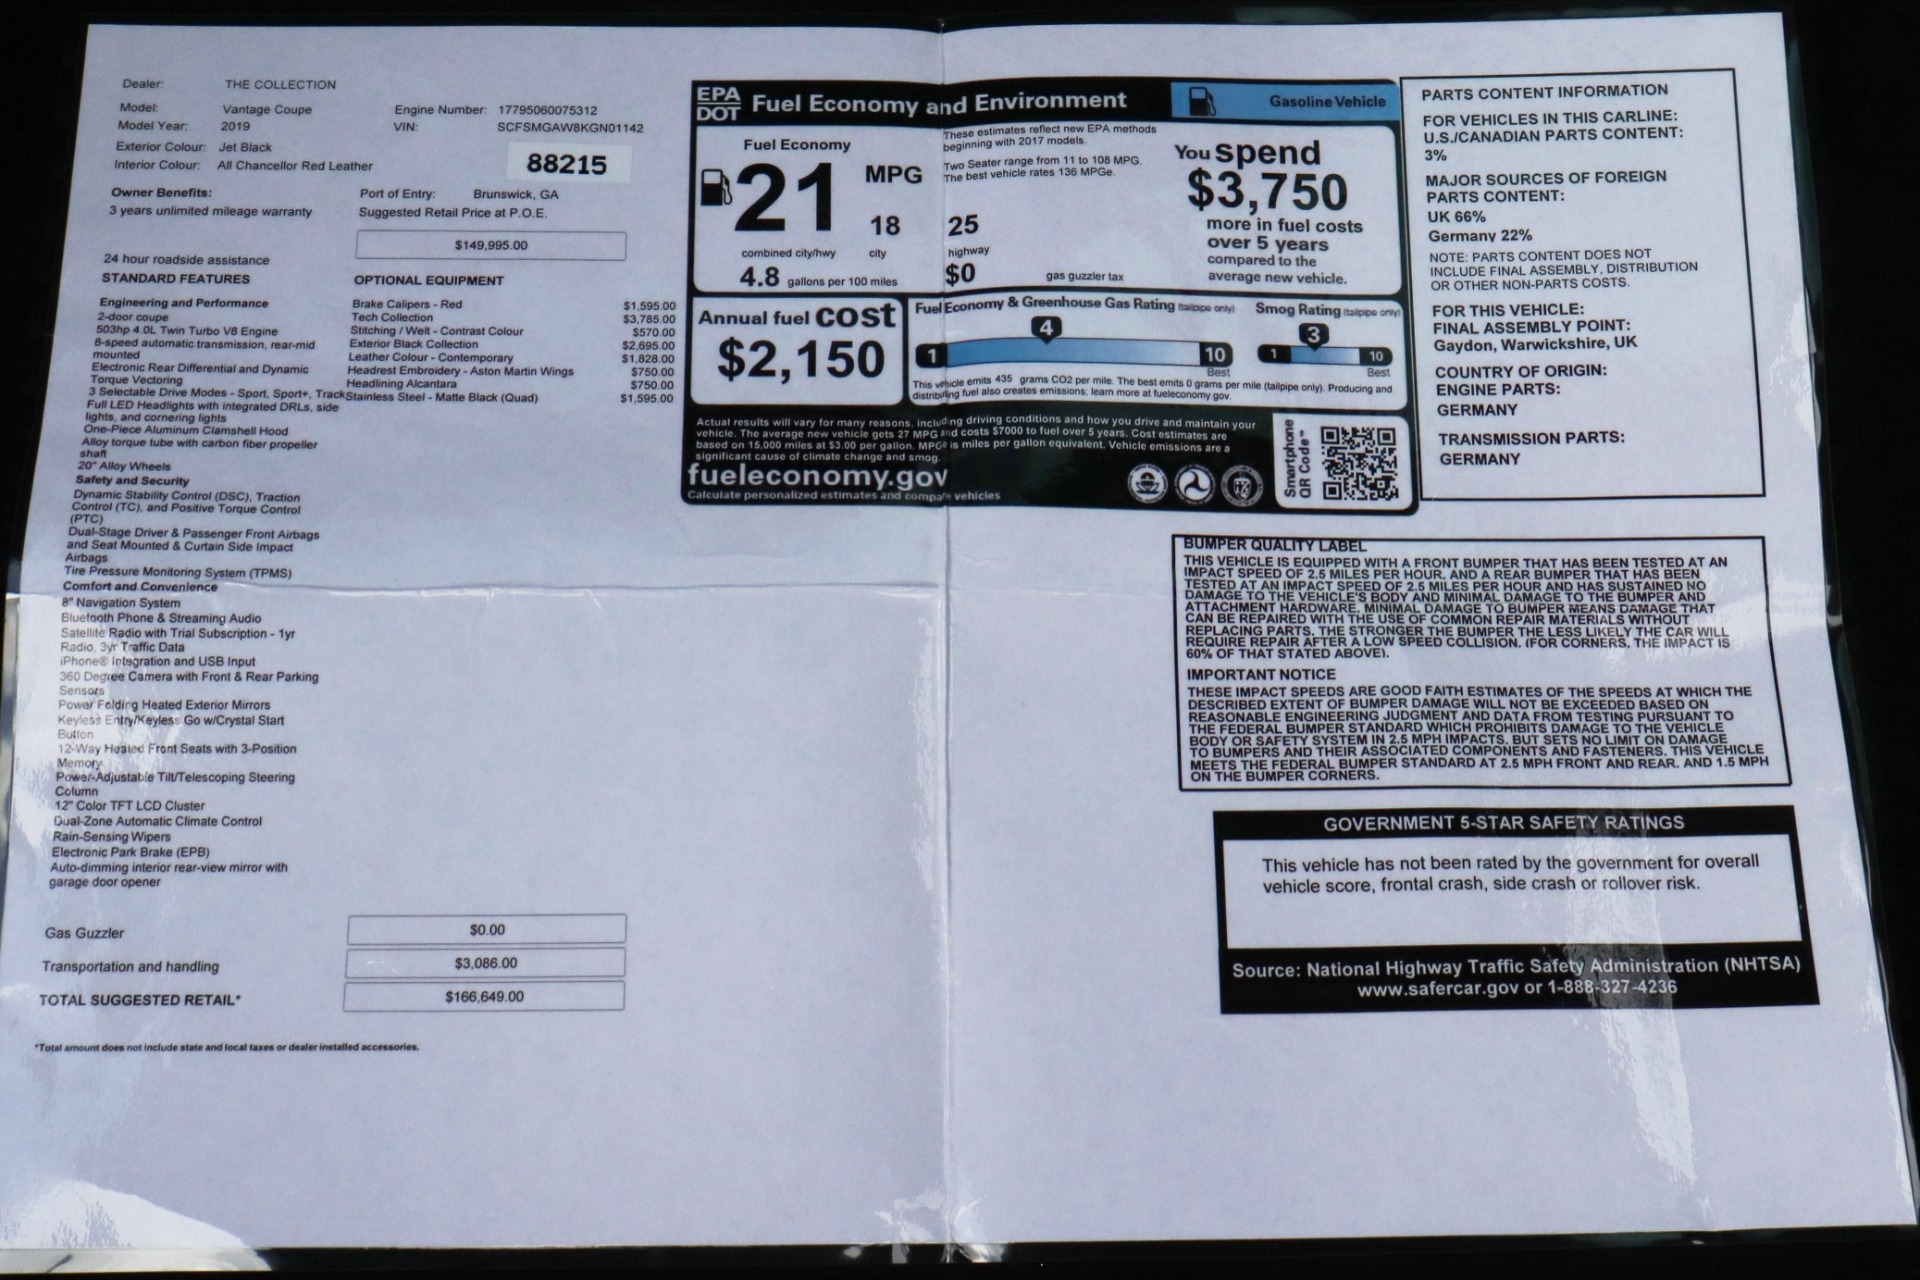 Dealer: THE COLLECTION
Model: Vantage Coupe
Model Year: 2019
Exterior Colour: Jet Black
Interior Colour: All Chancellor Red Leather
Engine Number: 17795060075312
VIN: SCFSMGAW8KGN01142
88215
Owner Benefits:
3 years unlimited mileage warranty
24 hour roadside assistance
Port of Entry: Brunswick, GA
Suggested Retail Price at P.O.E.
$149,995.00
STANDARD FEATURES
Engineering and Performance
2-door coupe
503hp 4.0L Twin Turbo V8 Engine
8-speed automatic transmission, rear-mid
mounted
Electronic Rear Differential and Dynamic
Torque Vectoring
3 Selectable Drive Modes - Sport, Sport+, Track
Full LED Headlights with integrated DRLs, side
lights, and cornering lights
One-Piece Aluminum Clamshell Hood
Alloy torque tube with carbon fiber propeller
shaft
20" Alloy Wheels
Safety and Security
Dynamic Stability Control (DSC), Traction
Control (TC), and Positive Torque Control
(PTC)
Dual-Stage Driver & Passenger Front Airbags
and Seat Mounted & Curtain Side Impact
Airbags
Tire Pressure Monitoring System (TPMS)
Comfort and Convenience
8" Navigation System
Bluetooth Phone & Streaming Audio
Satellite Radio with Trial Subscription - 1yr
Radio, 3yr Traffic Data
iPhone® Integration and USB Input
360 Degree Camera with Front & Rear Parking
Sensors
Power Folding Heated Exterior Mirrors
Keyless Entry/Keyless Go w/Crystal Start
Button
12-Way Heated Front Seats with 3-Position
Memory
Power-Adjustable Tilt/Telescoping Steering
Column
12" Color TFT LCD Cluster
Dual-Zone Automatic Climate Control
Rain-Sensing Wipers
Electronic Park Brake (EPB)
Auto-dimming interior rear-view mirror with
garage door opener
OPTIONAL EQUIPMENT
Brake Calipers - Red $1,595.00
Tech Collection $3,785.00
Stitching / Welt - Contrast Colour $570.00
Exterior Black Collection $2,695.00
Leather Colour - Contemporary $1,828.00
Headrest Embroidery - Aston Martin Wings $750.00
Headlining Alcantara $750.00
Stainless Steel - Matte Black (Quad) $1,595.00
Gas Guzzler $0.00
Transportation and handling $3,086.00
TOTAL SUGGESTED RETAIL* $166,649.00
*Total amount does not include state and local taxes or dealer installed accessories.
EPA
DOT
Fuel Economy and Environment
Gasoline Vehicle
Fuel Economy
21 MPG
combined city/hwy
18
city
25
highway
4.8 gallons per 100 miles
$0 gas guzzler tax
These estimates reflect new EPA methods
beginning with 2017 models.
Two Seater range from 11 to 108 MPG.
The best vehicle rates 136 MPGe.
You spend
$3,750
more in fuel costs
over 5 years
compared to the
average new vehicle.
Annual fuel cost
$2,150
Fuel Economy & Greenhouse Gas Rating (tailpipe only)
4
1
10
Best
Smog Rating (tailpipe only)
3
1
10
Best
This vehicle emits 435 grams CO2 per mile. The best emits 0 grams per mile (tailpipe only). Producing and
distributing fuel also creates emissions; learn more at fueleconomy.gov.
Actual results will vary for many reasons, including driving conditions and how you drive and maintain your
vehicle. The average new vehicle gets 27 MPG and costs $7000 to fuel over 5 years. Cost estimates are
based on 15,000 miles at $3.00 per gallon. MPGe is miles per gallon equivalent. Vehicle emissions are a
significant cause of climate change and smog.
fueleconomy.gov
Calculate personalized estimates and compare vehicles
Smartphone
QR Code™
PARTS CONTENT INFORMATION
FOR VEHICLES IN THIS CARLINE:
U.S./CANADIAN PARTS CONTENT:
3%
MAJOR SOURCES OF FOREIGN
PARTS CONTENT:
UK 66%
Germany 22%
NOTE: PARTS CONTENT DOES NOT
INCLUDE FINAL ASSEMBLY, DISTRIBUTION
OR OTHER NON-PARTS COSTS.
FOR THIS VEHICLE:
FINAL ASSEMBLY POINT:
Gaydon, Warwickshire, UK
COUNTRY OF ORIGIN:
ENGINE PARTS:
GERMANY
TRANSMISSION PARTS:
GERMANY
BUMPER QUALITY LABEL
THIS VEHICLE IS EQUIPPED WITH A FRONT BUMPER THAT HAS BEEN TESTED AT AN
IMPACT SPEED OF 2.5 MILES PER HOUR, AND A REAR BUMPER THAT HAS BEEN
TESTED AT AN IMPACT SPEED OF 2.5 MILES PER HOUR AND HAS SUSTAINED NO
DAMAGE TO THE VEHICLE'S BODY AND MINIMAL DAMAGE TO THE BUMPER AND
ATTACHMENT HARDWARE. MINIMAL DAMAGE TO BUMPER MEANS DAMAGE THAT
CAN BE REPAIRED WITH THE USE OF COMMON REPAIR MATERIALS WITHOUT
REPLACING PARTS. THE STRONGER THE BUMPER THE LESS LIKELY THE CAR WILL
REQUIRE REPAIR AFTER A LOW SPEED COLLISION. (FOR CORNERS, THE IMPACT IS
60% OF THAT STATED ABOVE).
IMPORTANT NOTICE
THESE IMPACT SPEEDS ARE GOOD FAITH ESTIMATES OF THE SPEEDS AT WHICH THE
DESCRIBED EXTENT OF BUMPER DAMAGE WILL NOT BE EXCEEDED BASED ON
REASONABLE ENGINEERING JUDGMENT AND DATA FROM TESTING PURSUANT TO
THE FEDERAL BUMPER STANDARD WHICH PROHIBITS DAMAGE TO THE VEHICLE
BODY OR SAFETY SYSTEM IN 2.5 MPH IMPACTS, BUT SETS NO LIMIT ON DAMAGE
TO BUMPERS AND THEIR ASSOCIATED COMPONENTS AND FASTENERS. THIS VEHICLE
MEETS THE FEDERAL BUMPER STANDARD AT 2.5 MPH FRONT AND REAR, AND 1.5 MPH
ON THE BUMPER CORNERS.
GOVERNMENT 5-STAR SAFETY RATINGS
This vehicle has not been rated by the government for overall
vehicle score, frontal crash, side crash or rollover risk.
Source: National Highway Traffic Safety Administration (NHTSA)
www.safercar.gov or 1-888-327-4236